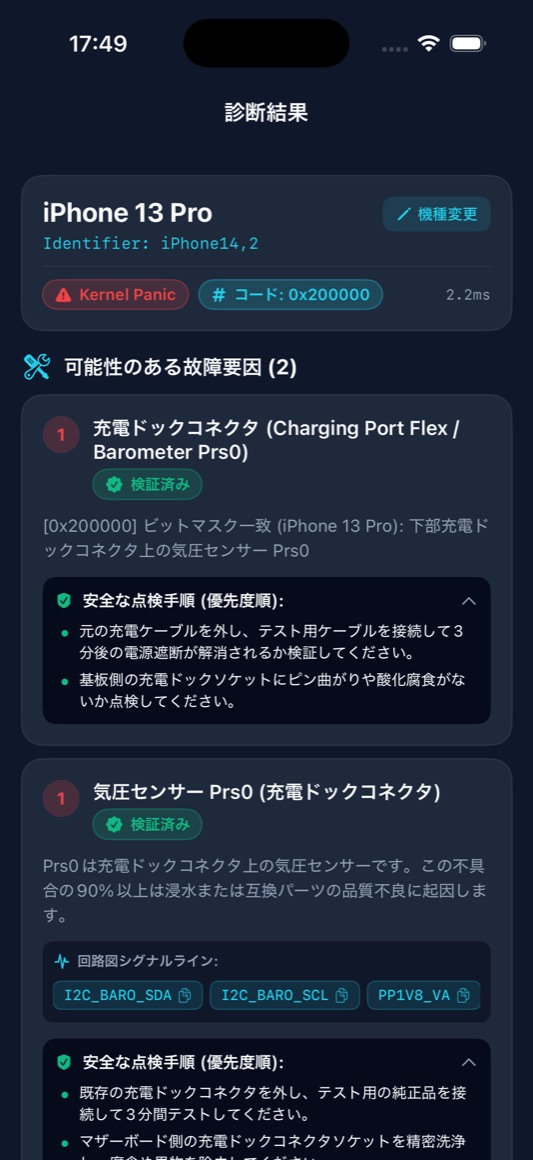 17:49
診断結果
iPhone 13 Pro
機種変更
Identifier: iPhone14,2
Kernel Panic
# コード: 0x200000
2.2ms
可能性のある故障要因 (2)
1
充電ドックコネクタ (Charging Port Flex /
Barometer Prs0)
検証済み
[0x200000] ビットマスク一致 (iPhone 13 Pro): 下部充電ド
ックコネクタ上の気圧センサー Prs0
安全な点検手順 (優先度順):
• 元の充電ケーブルを外し、テスト用ケーブルを接続して3
分後の電源遮断が解消されるか検証してください。
• 基板側の充電ドックソケットにピン曲がりや酸化腐食がな
いか点検してください。
1
気圧センサー Prs0 (充電ドックコネクタ)
検証済み
Prs0は充電ドックコネクタ上の気圧センサーです。この不具
合の90%以上は浸水または互換パーツの品質不良に起因しま
す。
回路図シグナルライン:
I2C_BARO_SDA
I2C_BARO_SCL
PP1V8_VA
安全な点検手順 (優先度順):
• 既存の充電ドックコネクタを外し、テスト用の純正品を接
続して3分間テストしてください。
• マザーボード側の充電ドックコネクタソケットを精密洗浄